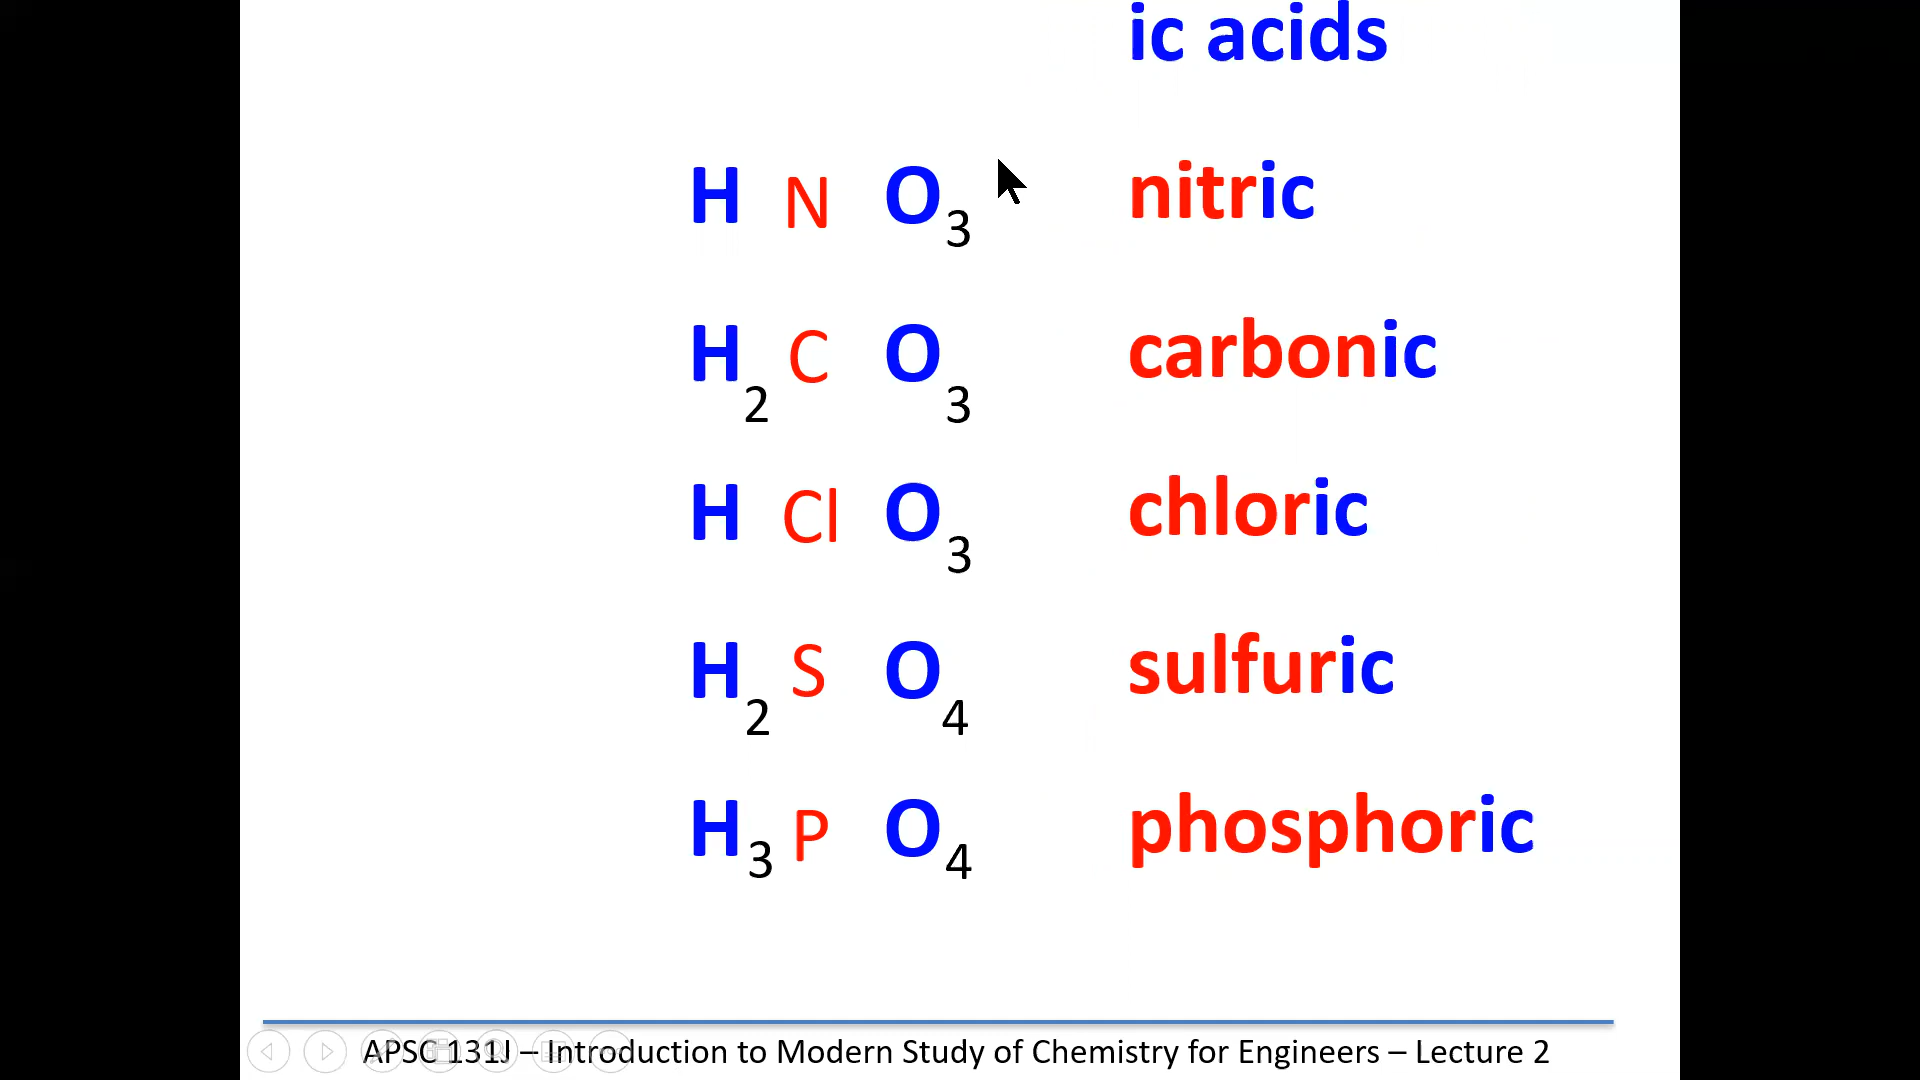 ic acids
H N O3 nitric
H2 C O3 carbonic
H Cl O3 chloric
H2 S O4 sulfuric
H3 P O4 phosphoric
APSC 131J – Introduction to Modern Study of Chemistry for Engineers – Lecture 2